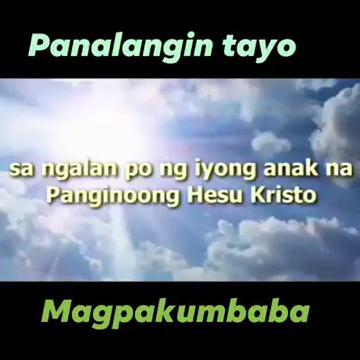 Panalangin tayo
sa ngalan po ng iyong anak na
Panginoong Hesu Kristo
Magpakumbaba